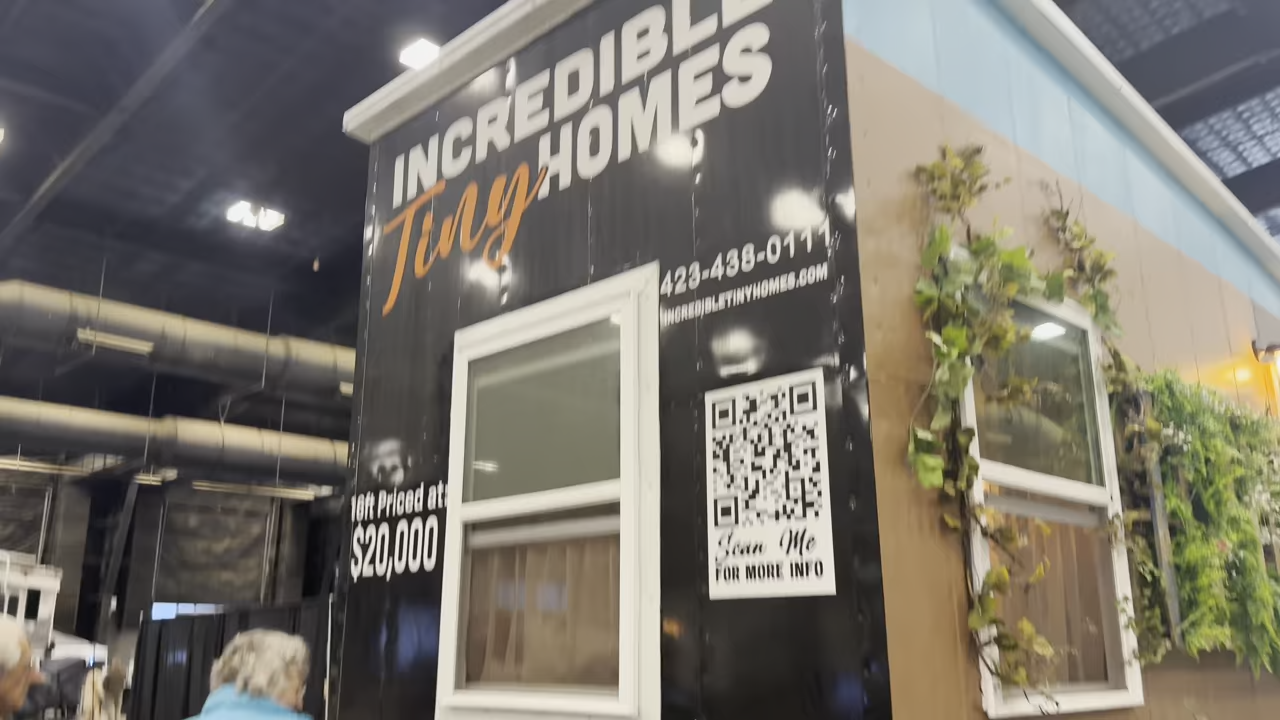 INCREDIBLE
Tiny HOMES
423-438-0111
INCREDIBLETINYHOMES.COM
16ft Priced at:
$20,000
Scan Me
FOR MORE INFO